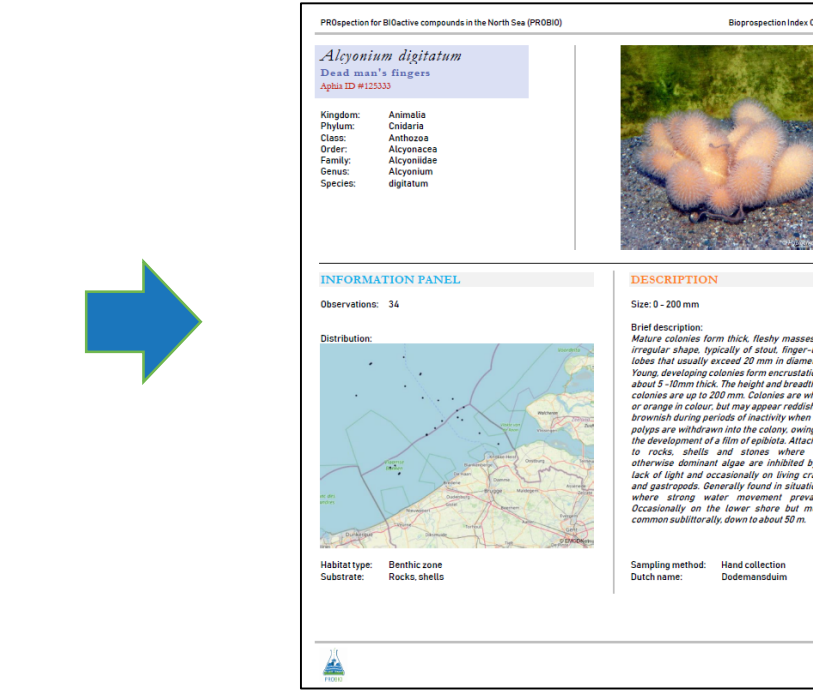 PROspection for BIOactive compounds in the North Sea (PROBIO)
Bioprospection Index
Alcyonium digitatum
Dead man's fingers
Aphia ID #125333
Kingdom: Animalia
Phylum: Cnidaria
Class: Anthozoa
Order: Alcyonacea
Family: Alcyoniidae
Genus: Alcyonium
Species: digitatum
INFORMATION PANEL
Observations: 34
Distribution:
Brugge
Dunkerque
Habitat type: Benthic zone
Substrate: Rocks, shells
DESCRIPTION
Size: 0 - 200 mm
Brief description:
Mature colonies form thick, fleshy masses
irregular shape, typically of stout, finger-
lobes that usually exceed 20 mm in diame
Young, developing colonies form encrustati
about 5 -10mm thick. The height and breadt
colonies are up to 200 mm. Colonies are wh
or orange in colour, but may appear reddish
brownish during periods of inactivity when
polyps are withdrawn into the colony, owing
the development of a film of epibiota. Attach
to rocks, shells and stones where
otherwise dominant algae are inhibited by
lack of light and occasionally on living cra
and gastropods. Generally found in situatio
where strong water movement preva
Occasionally on the lower shore but m
common sublittorally, down to about 50 m.
Sampling method: Hand collection
Dutch name: Dodemansduim
PROBIO